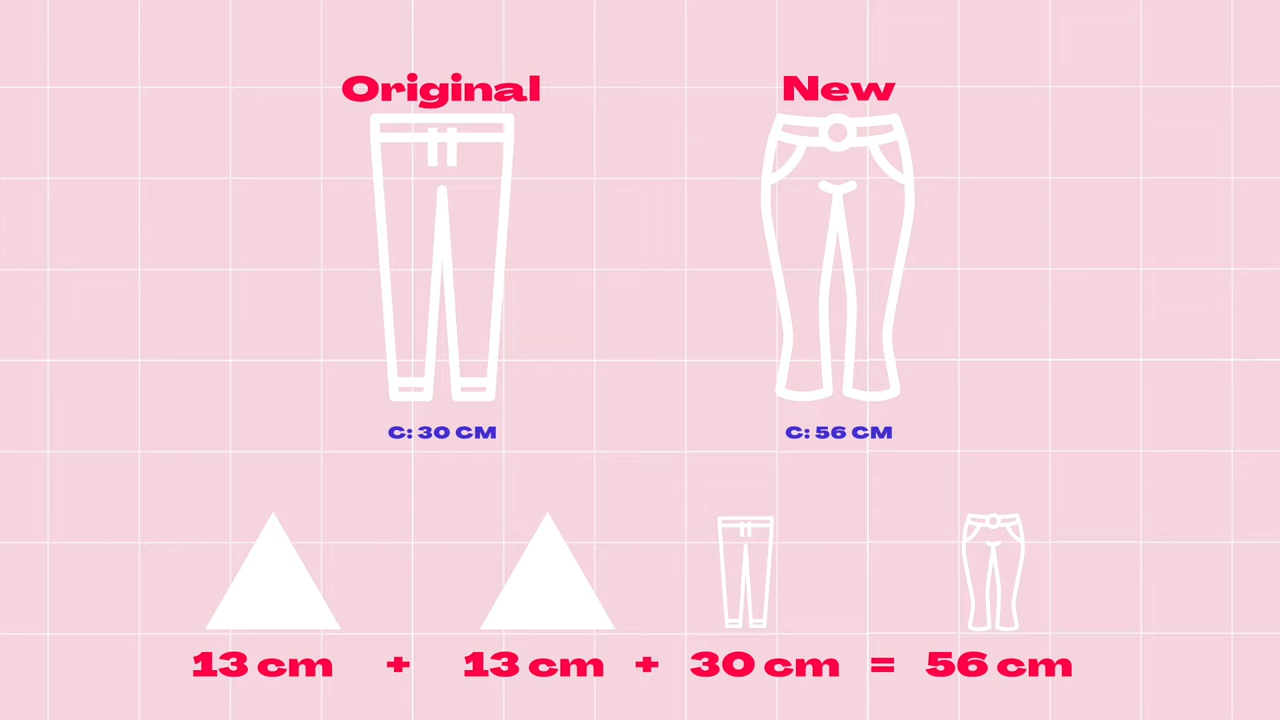 Original
New
C: 30 CM
C: 56 CM
13 cm + 13 cm + 30 cm = 56 cm